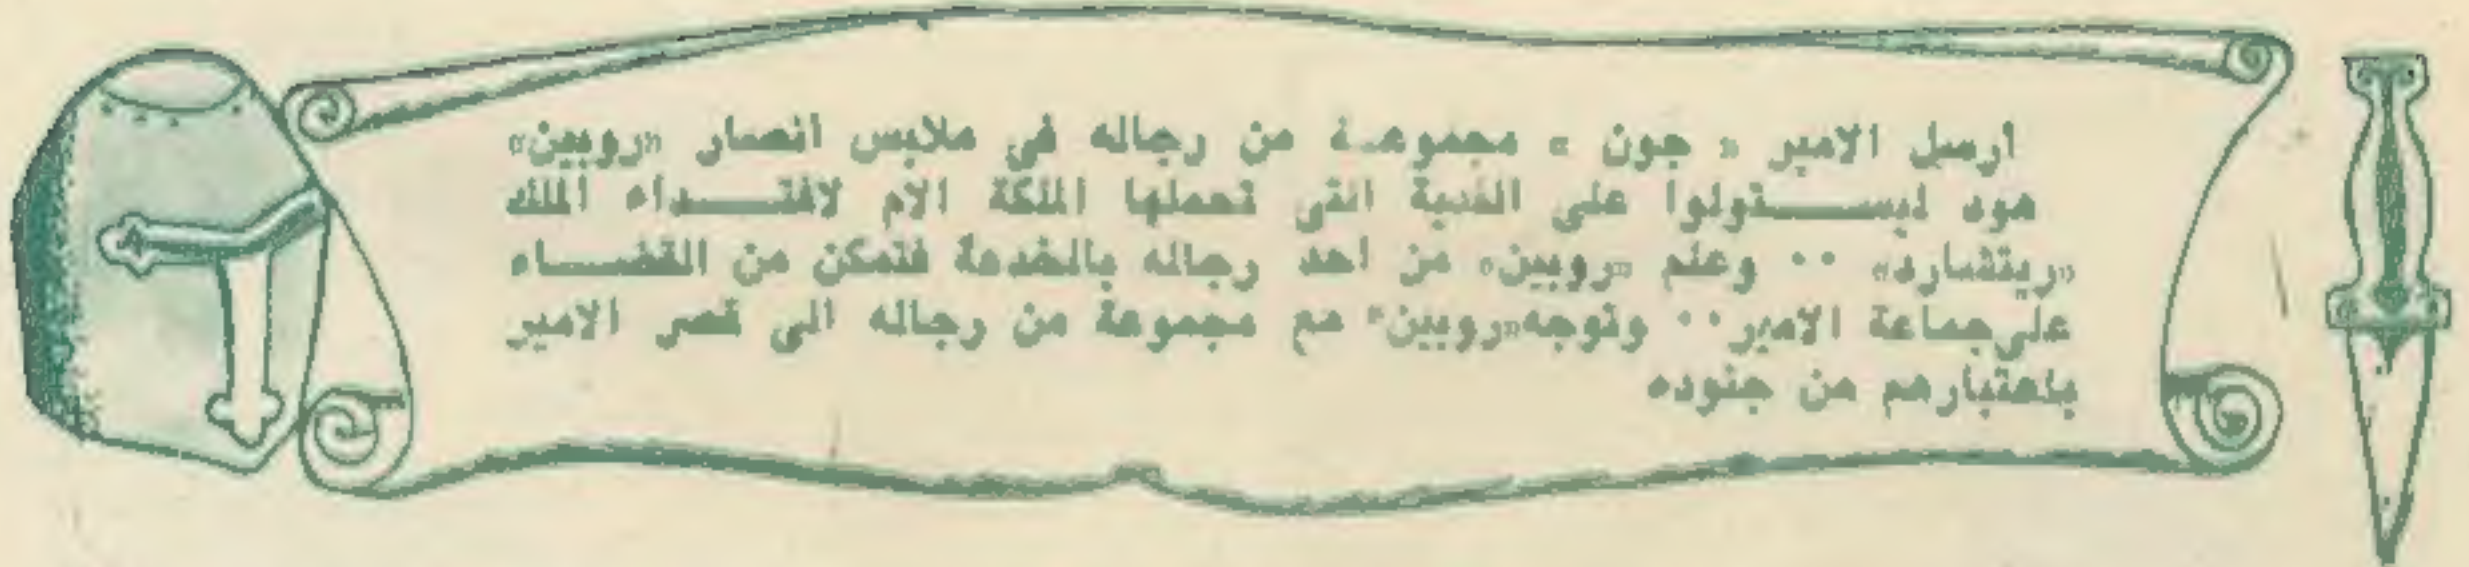 ارسل الامير « جون » مجموعة من رجاله في ملابس انصار «روبين»
هود ليستولوا على الفدية التى تحملها الملكة الام لافتداء الملك
«ريتشارد» ·· وعلم «روبين» من احد رجاله بالخدعة فتمكن من القضاء
على جماعة الامير ·· وتوجه «روبين» مع مجموعة من رجاله الى قصر الامير
باعتبارهم من جنوده